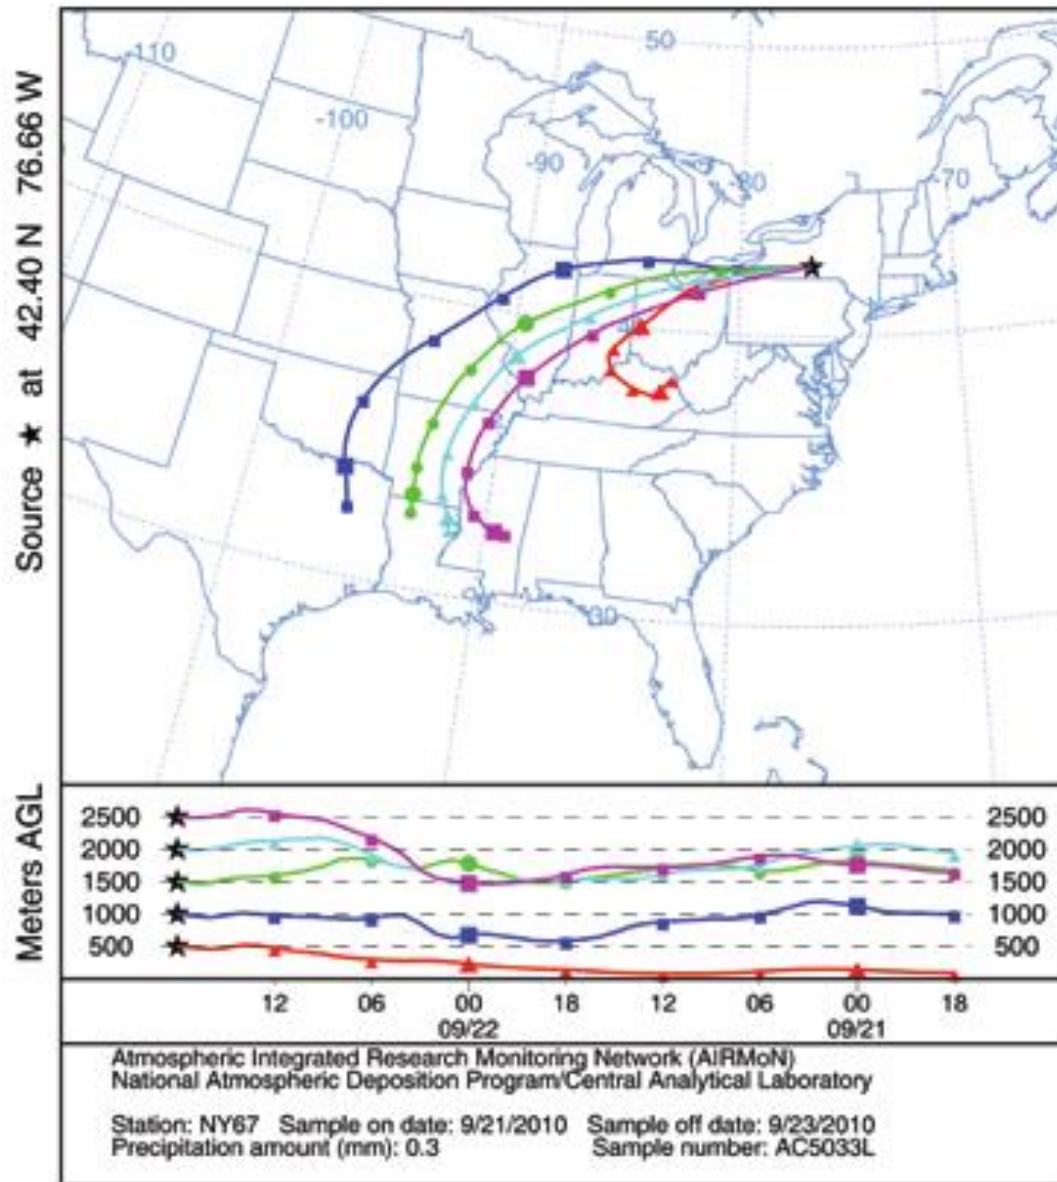 Source ★ at 42.40 N 76.66 W
-110
50
-100
-90
-80
-70
40
30
Meters AGL
2500 2500
2000 2000
1500 1500
1000 1000
500 500
12 06 00 18 12 06 00 18
09/22 09/21
Atmospheric Integrated Research Monitoring Network (AIRMoN)
National Atmospheric Deposition Program/Central Analytical Laboratory
Station: NY67 Sample on date: 9/21/2010 Sample off date: 9/23/2010
Precipitation amount (mm): 0.3 Sample number: AC5033L